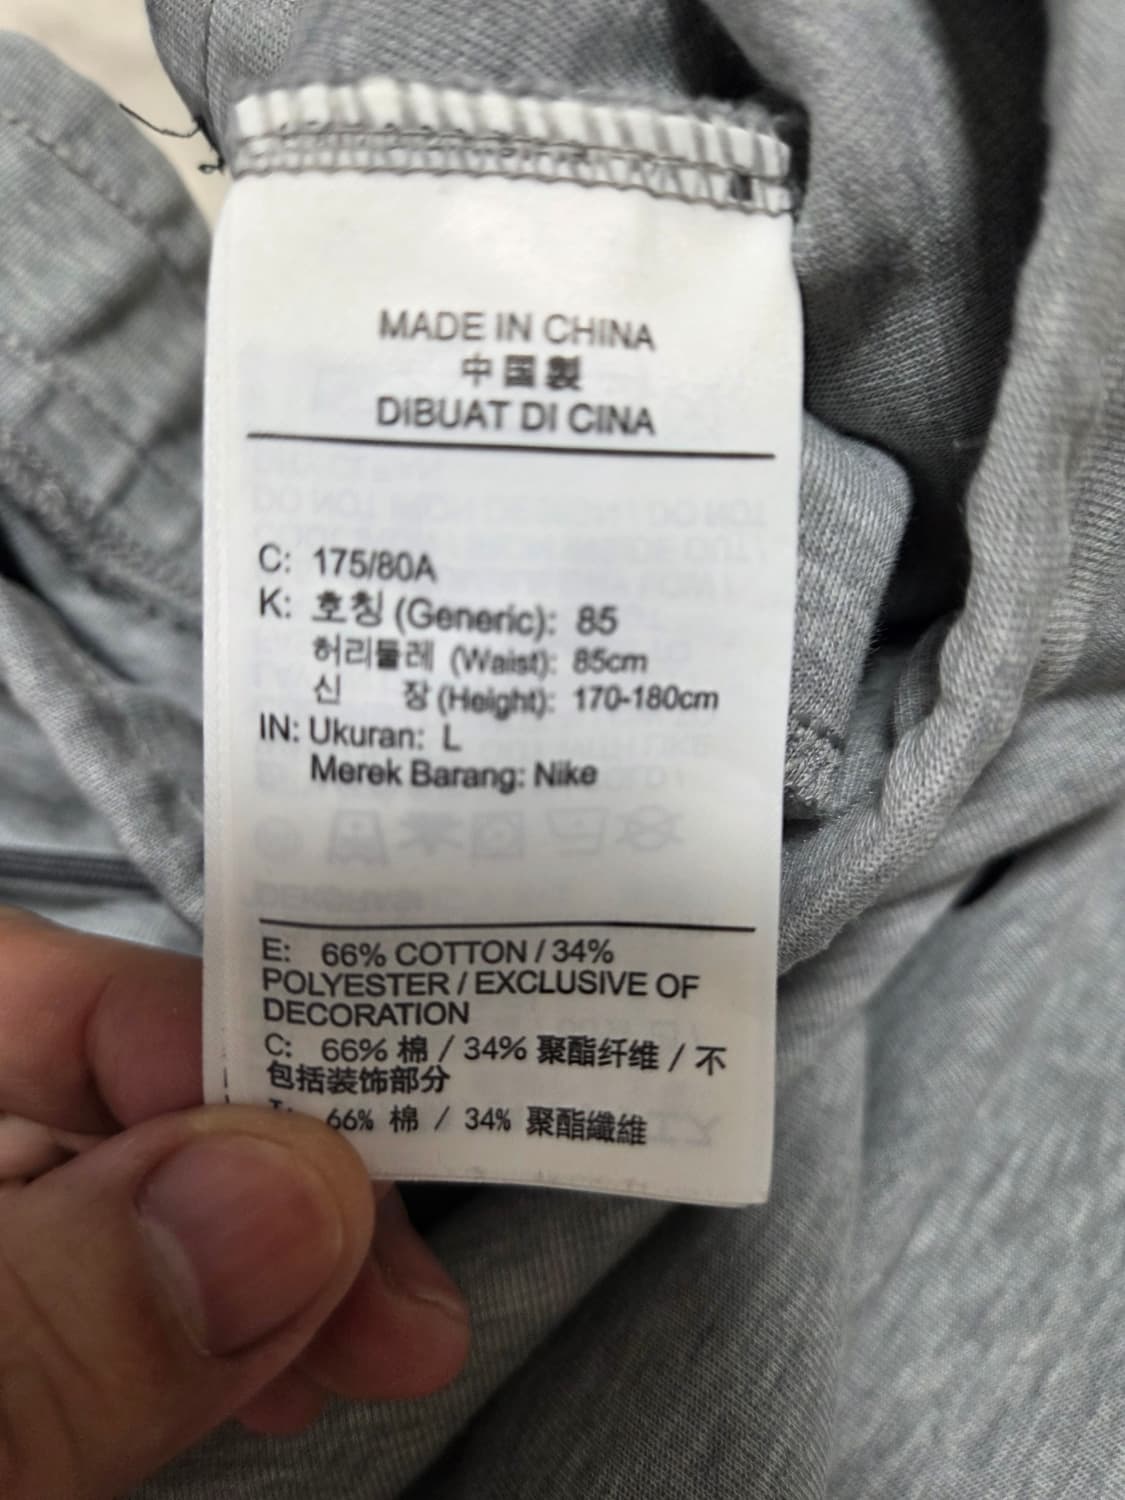 MADE IN CHINA
中国製
DIBUAT DI CINA
C: 175/80A
K: 호칭 (Generic): 85
허리둘레 (Waist): 85cm
신 장 (Height): 170-180cm
IN: Ukuran: L
Merek Barang: Nike
E: 66% COTTON / 34%
POLYESTER / EXCLUSIVE OF
DECORATION
C: 66% 棉 / 34% 聚酯纤维 / 不
包括装饰部分
66% 棉 / 34% 聚酯纖維